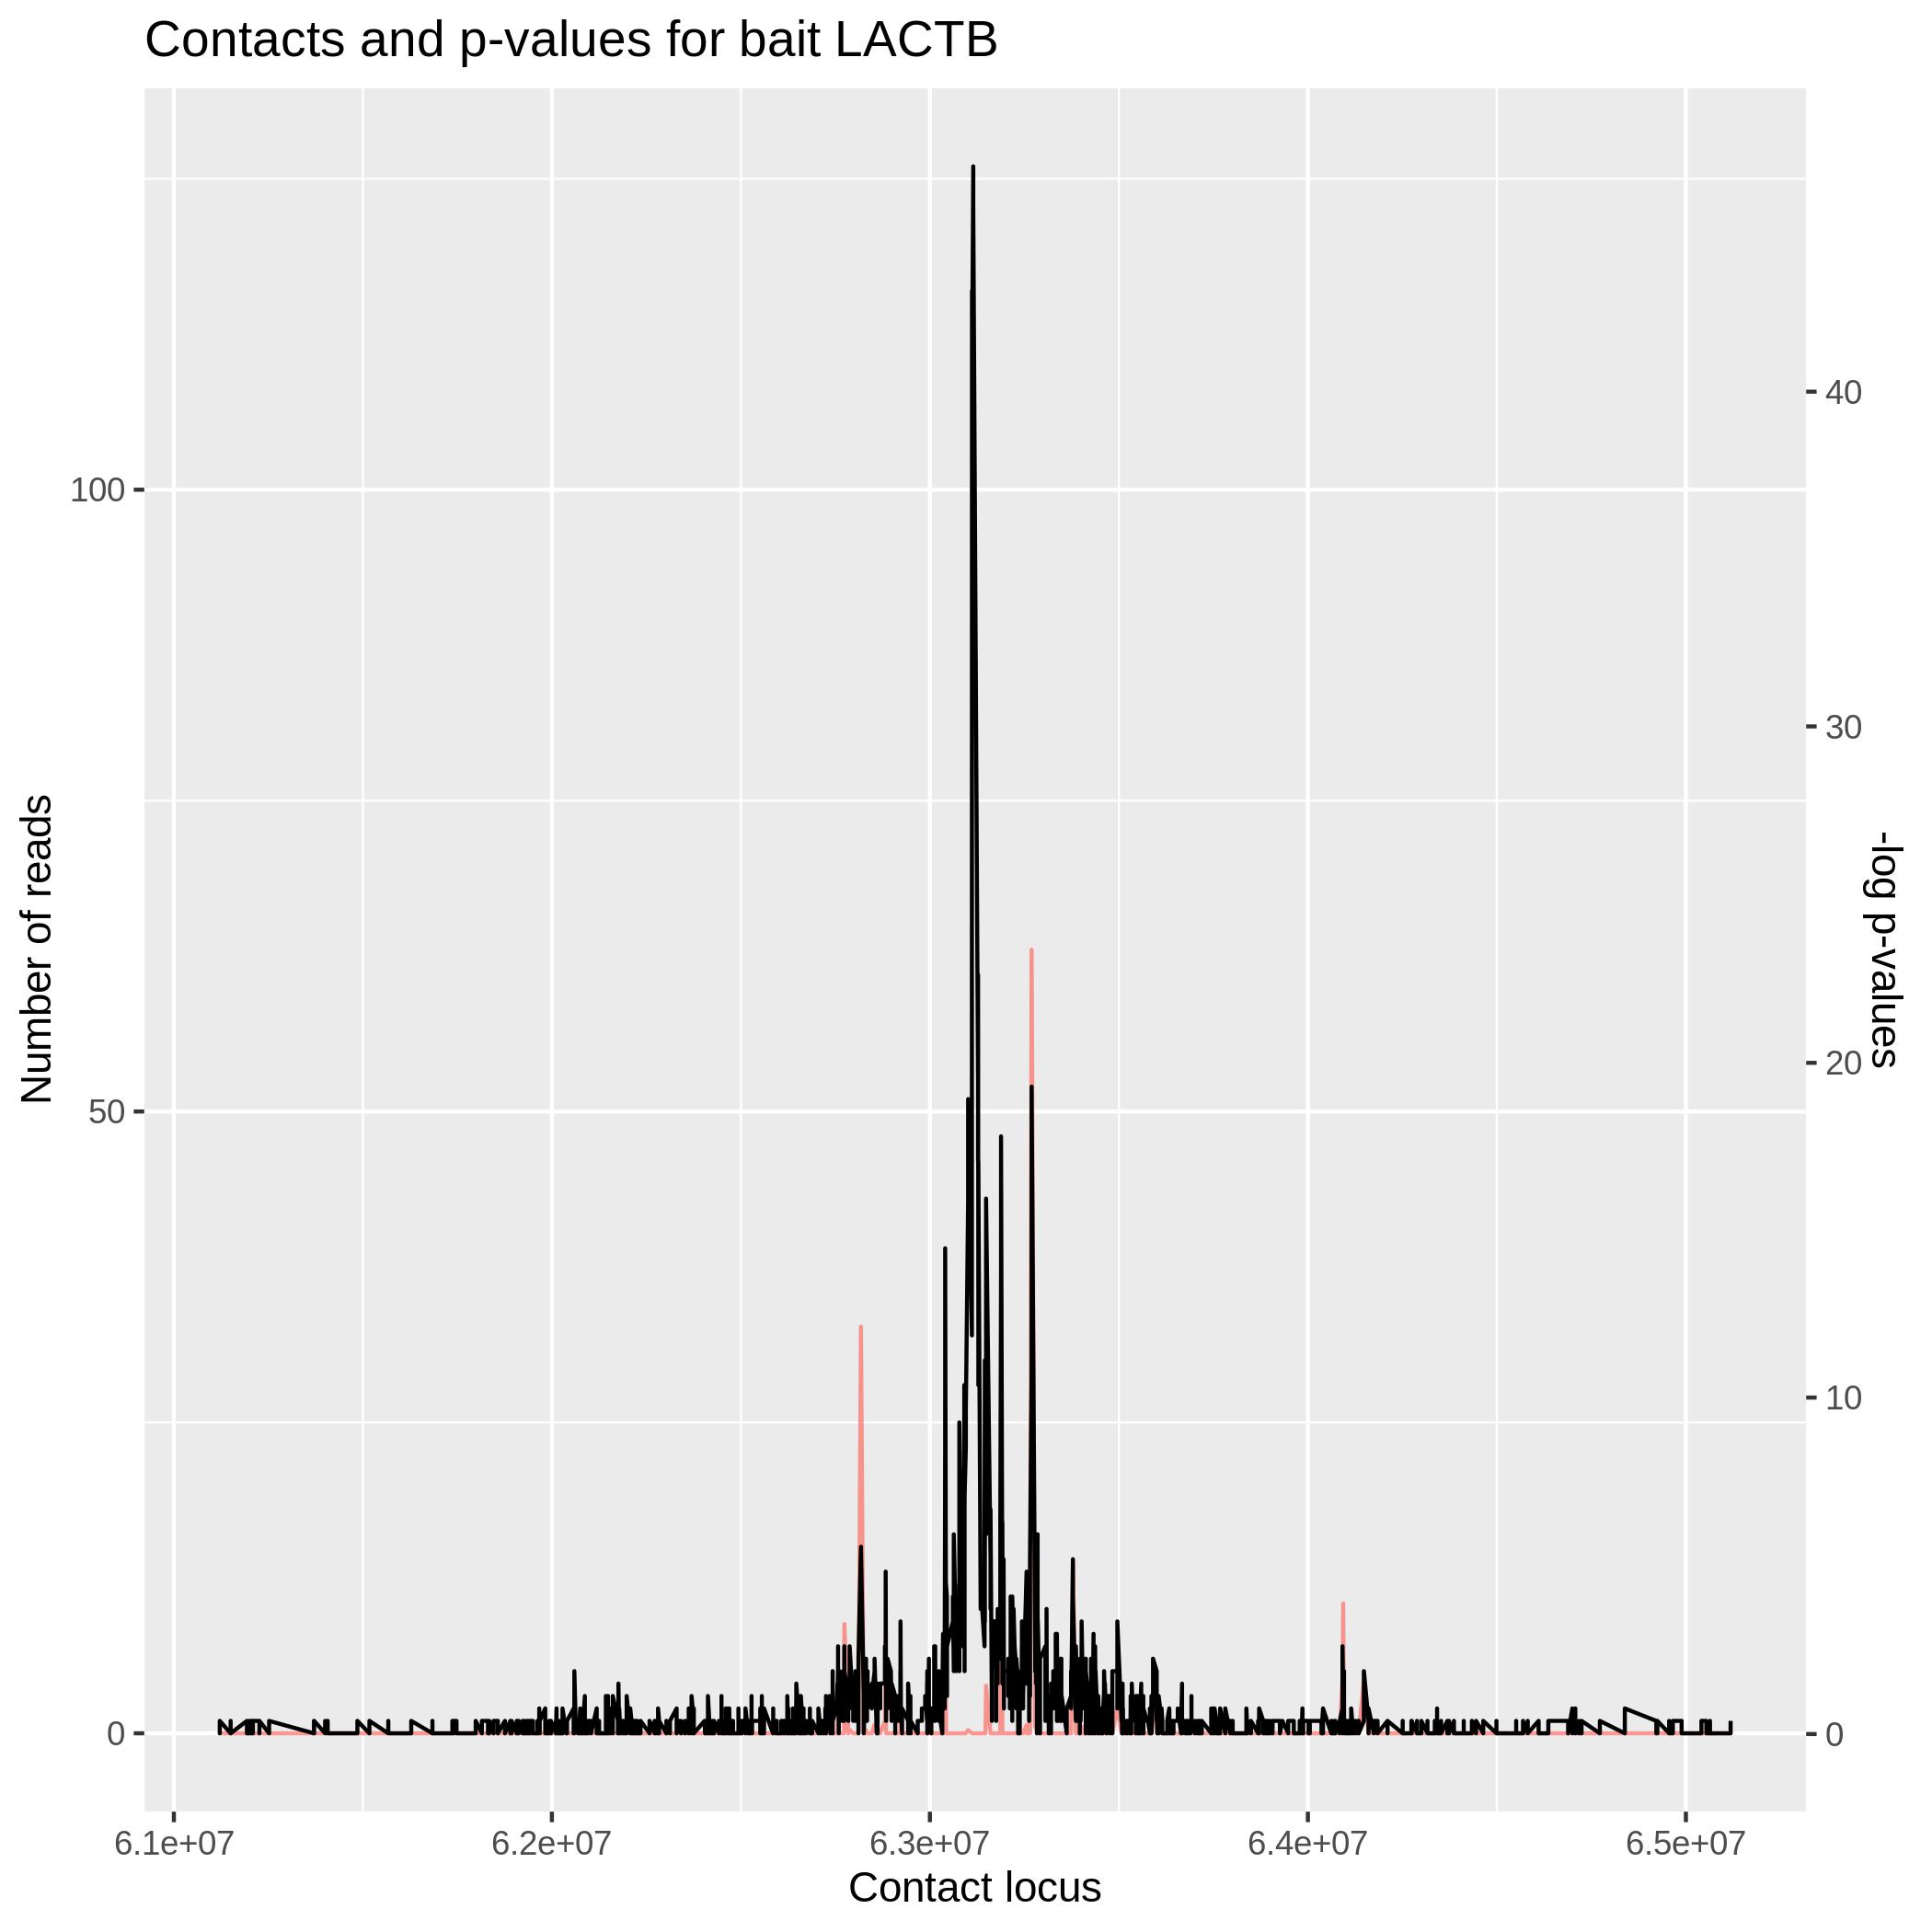 Contacts and p-values for bait LACTB
Number of reads
100
50
0
40
30
20
10
0
-log p-values
6.1e+07
6.2e+07
6.3e+07
6.4e+07
6.5e+07
Contact locus